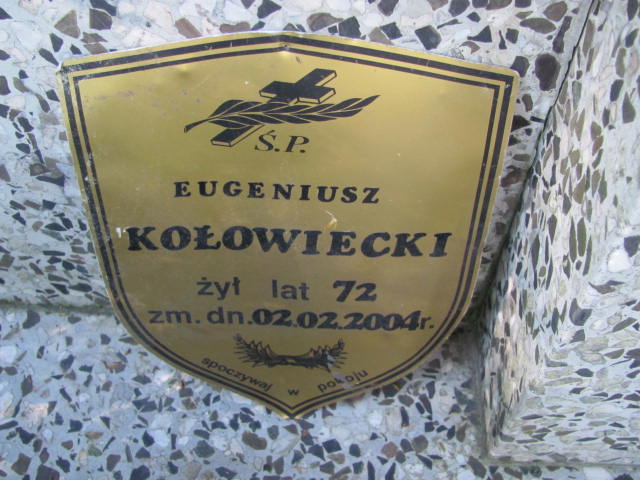 Ś.P.
EUGENIUSZ
KOŁOWIECKI
żył lat 72
zm. dn. 02.02.2004r.
spoczywaj w pokoju